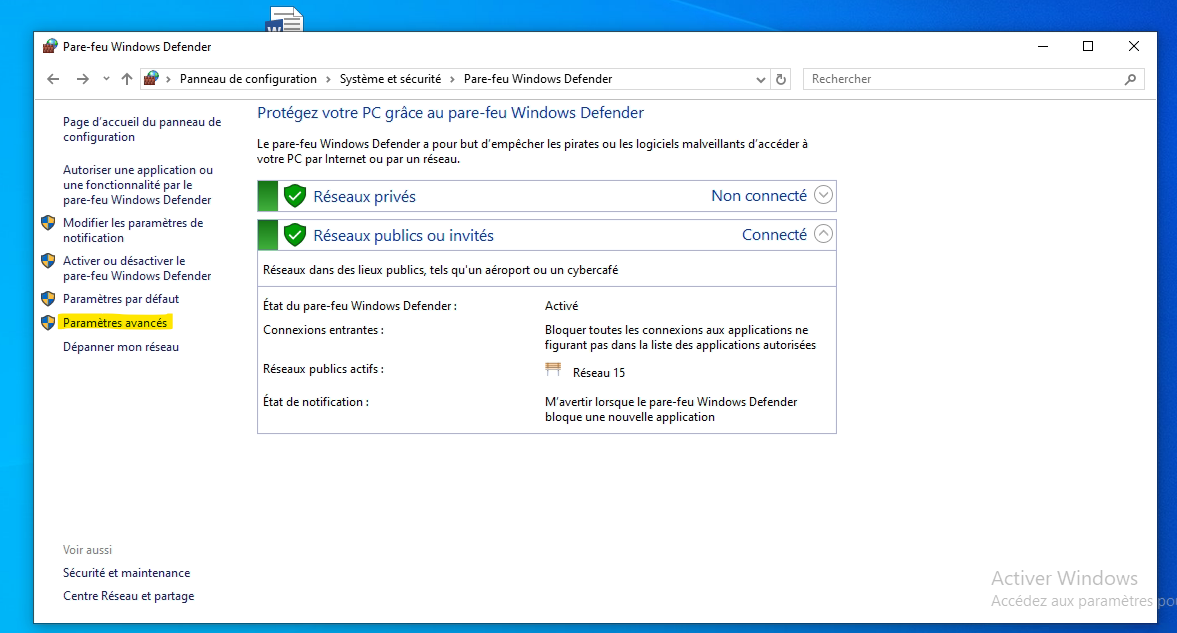 Pare-feu Windows Defender
Panneau de configuration > Système et sécurité > Pare-feu Windows Defender
Rechercher
Page d'accueil du panneau de
configuration
Autoriser une application ou
une fonctionnalité par le
pare-feu Windows Defender
Modifier les paramètres de
notification
Activer ou désactiver le
pare-feu Windows Defender
Paramètres par défaut
Paramètres avancés
Dépanner mon réseau
Protégez votre PC grâce au pare-feu Windows Defender
Le pare-feu Windows Defender a pour but d'empêcher les pirates ou les logiciels malveillants d'accéder à
votre PC par Internet ou par un réseau.
Réseaux privés Non connecté
Réseaux publics ou invités Connecté
Réseaux dans des lieux publics, tels qu'un aéroport ou un cybercafé
État du pare-feu Windows Defender : Activé
Connexions entrantes : Bloquer toutes les connexions aux applications ne
figurant pas dans la liste des applications autorisées
Réseaux publics actifs : Réseau 15
État de notification : M'avertir lorsque le pare-feu Windows Defender
bloque une nouvelle application
Voir aussi
Sécurité et maintenance
Centre Réseau et partage
Activer Windows
Accédez aux paramètres